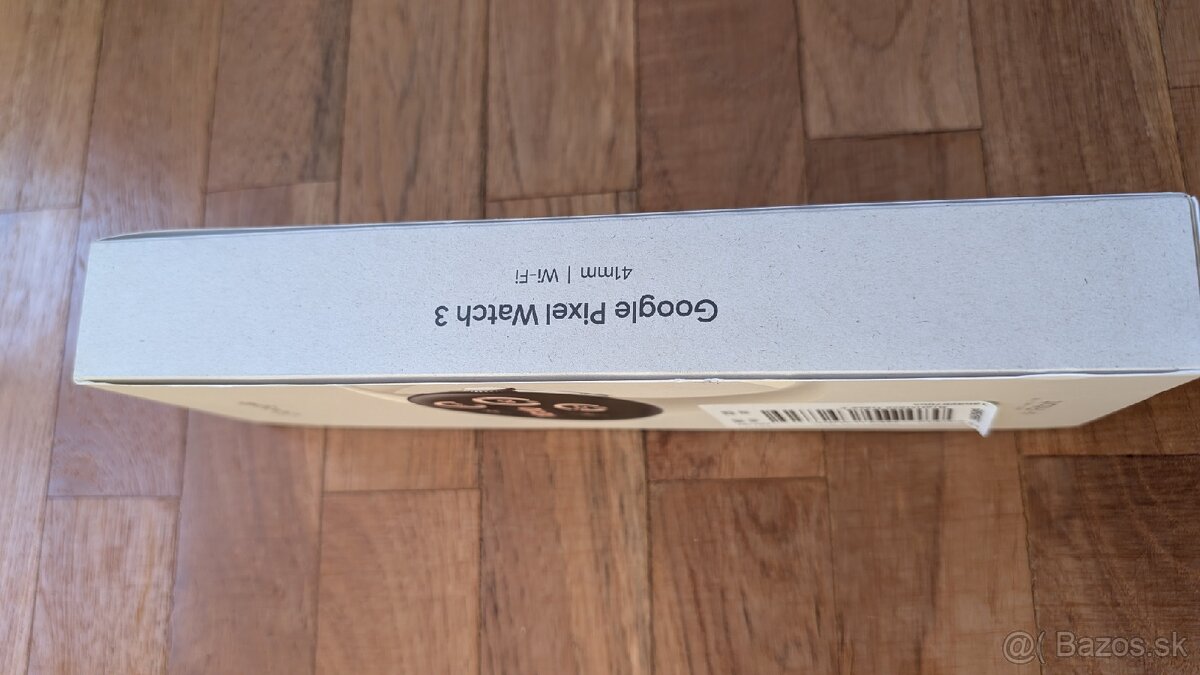 Google Pixel Watch 3
41mm | Wi-Fi
@( Bazos.sk